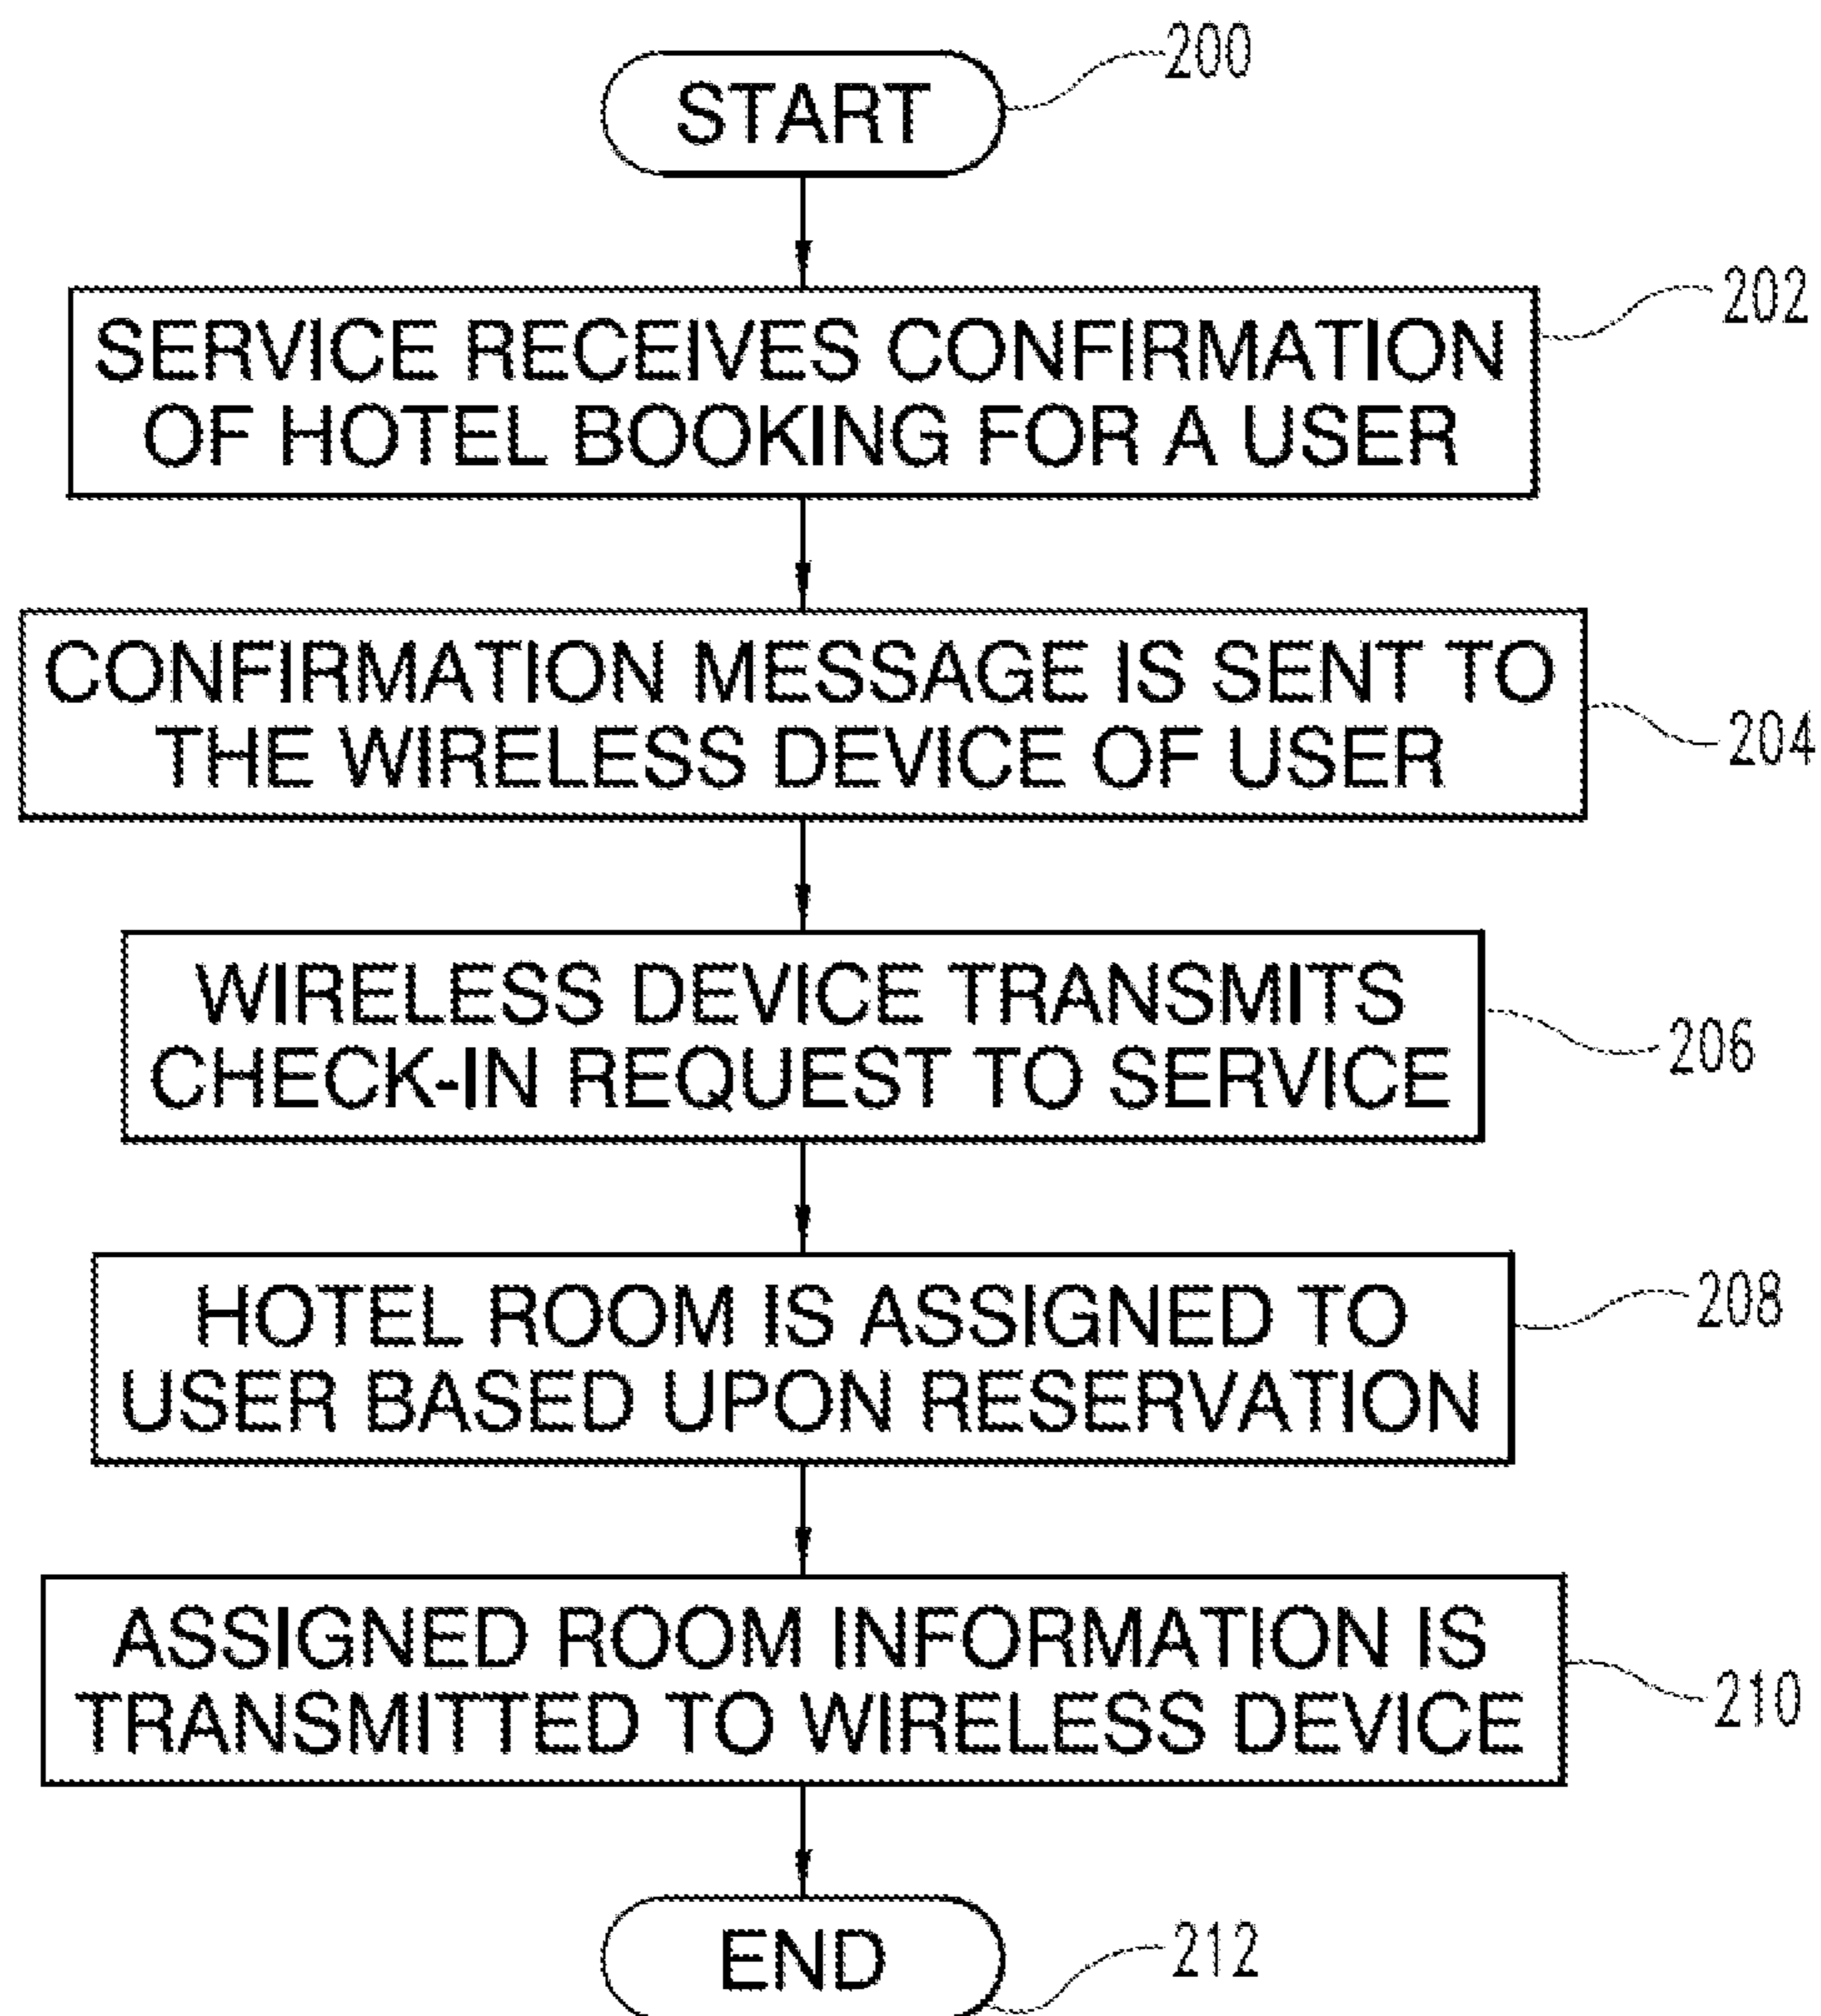 START
200
SERVICE RECEIVES CONFIRMATION
OF HOTEL BOOKING FOR A USER
202
CONFIRMATION MESSAGE IS SENT TO
THE WIRELESS DEVICE OF USER
204
WIRELESS DEVICE TRANSMITS
CHECK-IN REQUEST TO SERVICE
206
HOTEL ROOM IS ASSIGNED TO
USER BASED UPON RESERVATION
208
ASSIGNED ROOM INFORMATION IS
TRANSMITTED TO WIRELESS DEVICE
210
END
212